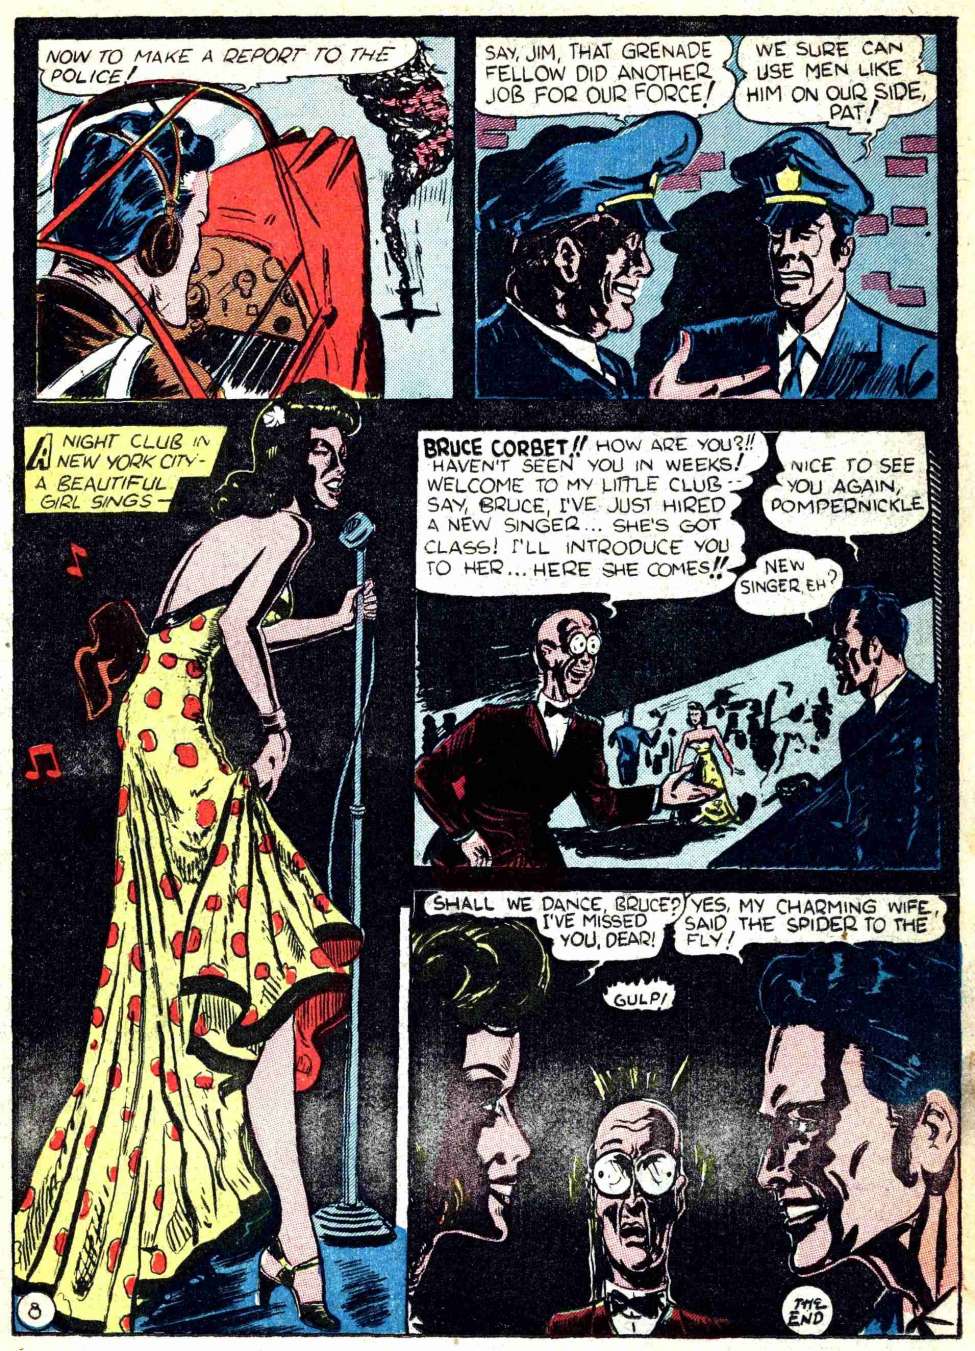 NOW TO MAKE A REPORT TO THE
POLICE!
SAY, JIM, THAT GRENADE
FELLOW DID ANOTHER
JOB FOR OUR FORCE!
WE SURE CAN
USE MEN LIKE
HIM ON OUR SIDE,
PAT!
A NIGHT CLUB IN
NEW YORK CITY-
A BEAUTIFUL
GIRL SINGS-
BRUCE CORBET!! HOW ARE YOU?!!
HAVEN'T SEEN YOU IN WEEKS!
WELCOME TO MY LITTLE CLUB--
SAY, BRUCE, I'VE JUST HIRED
A NEW SINGER... SHE'S GOT
CLASS! I'LL INTRODUCE YOU
TO HER... HERE SHE COMES!!
NICE TO SEE
YOU AGAIN,
POMPERNICKLE
NEW
SINGER, EH?
SHALL WE DANCE, BRUCE?
I'VE MISSED
YOU, DEAR!
YES, MY CHARMING WIFE,
SAID THE SPIDER TO THE
FLY!
GULP!
8
THE
END